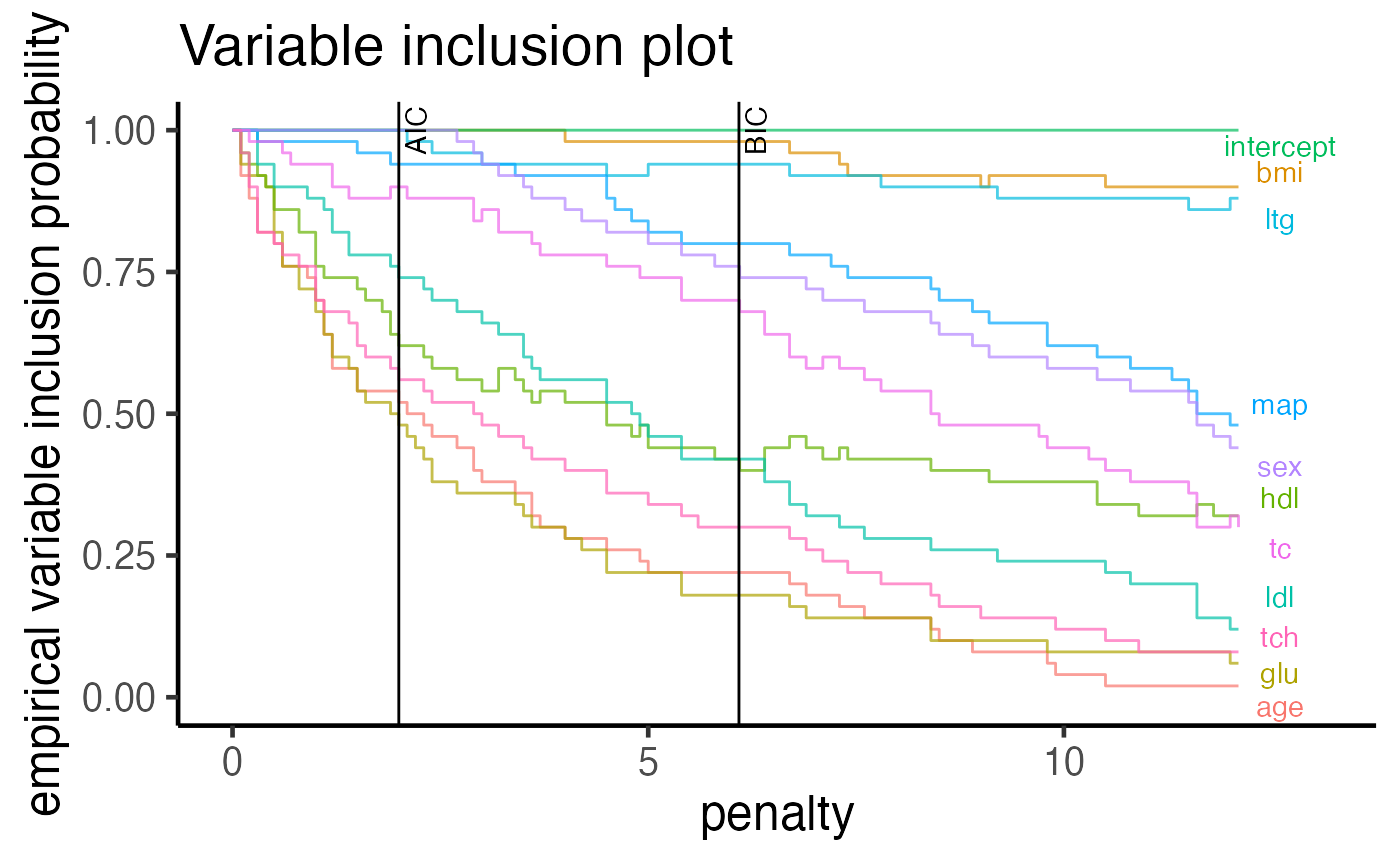 Variable inclusion plot
empirical variable inclusion probability
1.00
0.75
0.50
0.25
0.00
AIC
BIC
intercept
bmi
ltg
map
sex
hdl
tc
ldl
tch
glu
age
0
5
10
penalty